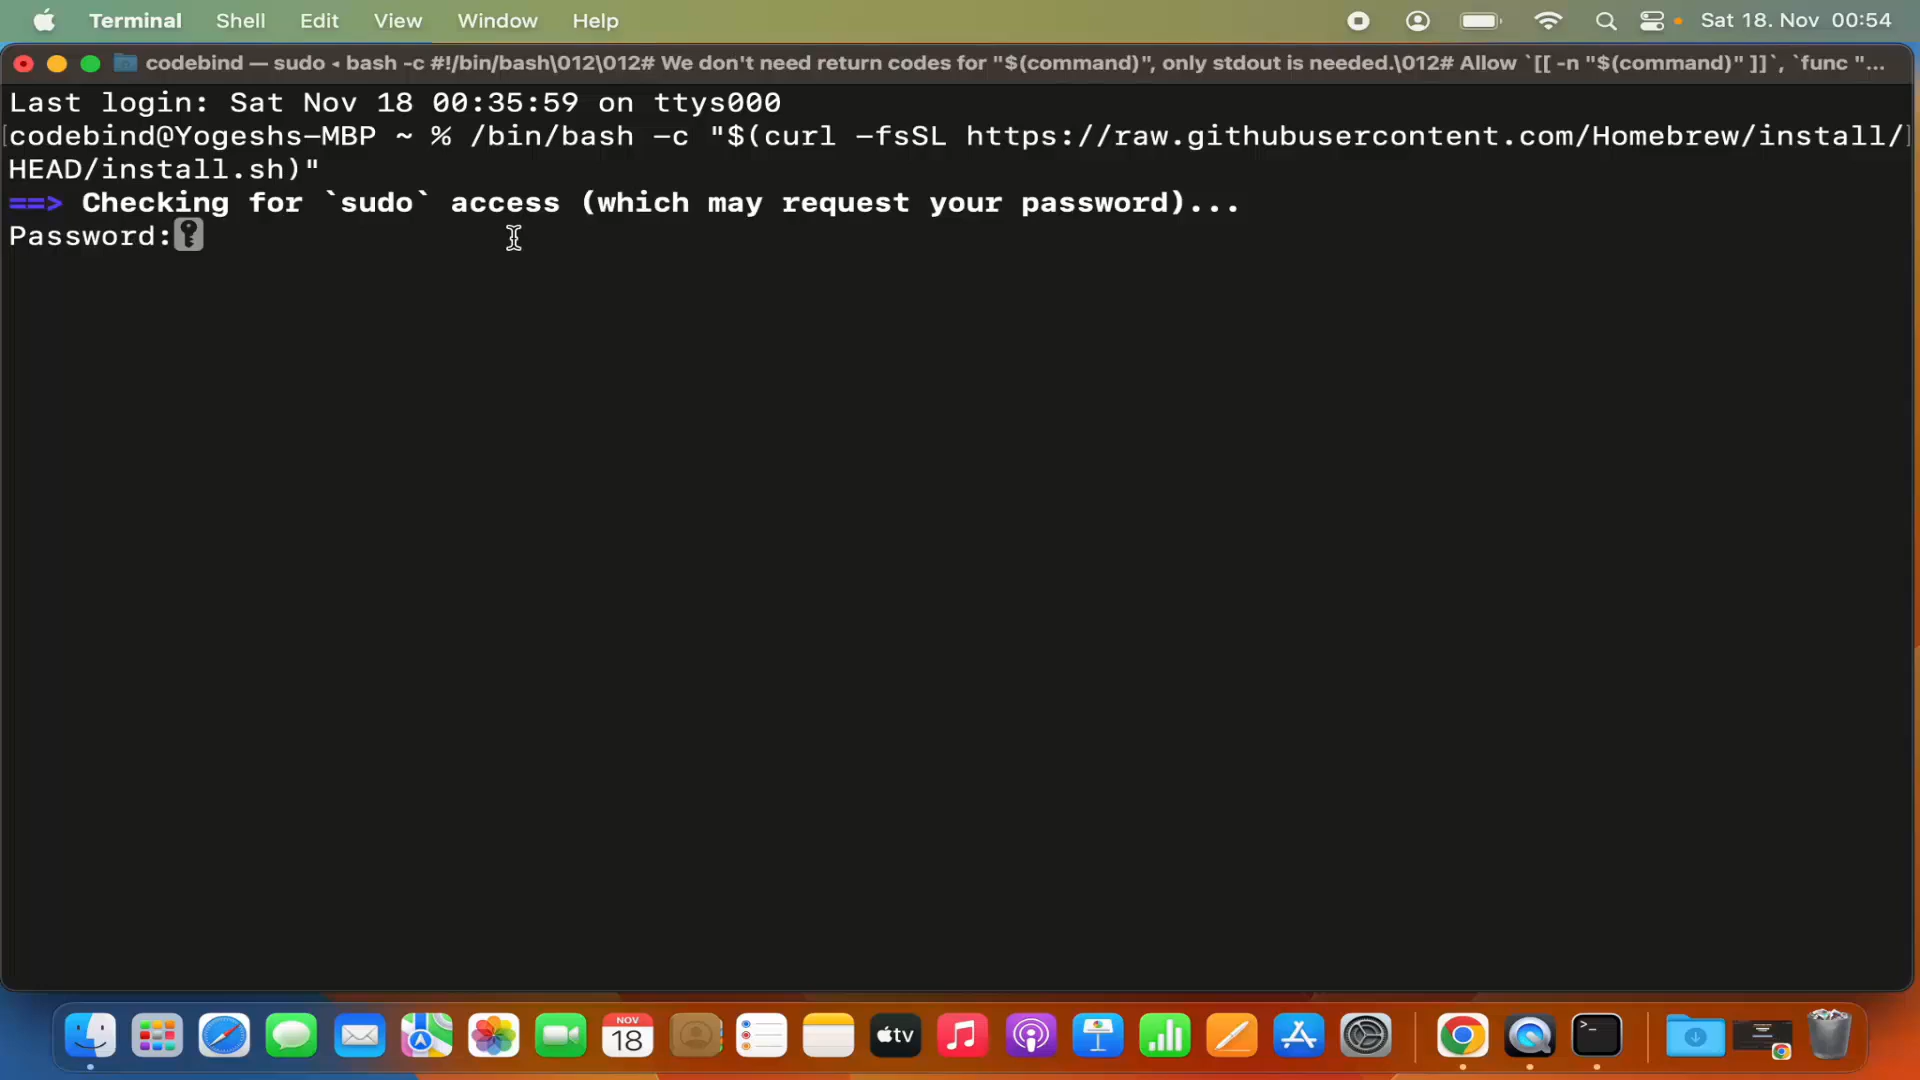 Terminal Shell Edit View Window Help Sat 18. Nov 00:54
codebind — sudo ◂ bash -c #!/bin/bash\012\012# We don't need return codes for "$(command)", only stdout is needed.\012# Allow `[[ -n "$(command)" ]]`, `func "...
Last login: Sat Nov 18 00:35:59 on ttys000
[codebind@Yogeshs-MBP ~ % /bin/bash -c "$(curl -fsSL https://raw.githubusercontent.com/Homebrew/install/]
HEAD/install.sh)"
==> Checking for `sudo` access (which may request your password)...
Password:
NOV
18
tv
>_